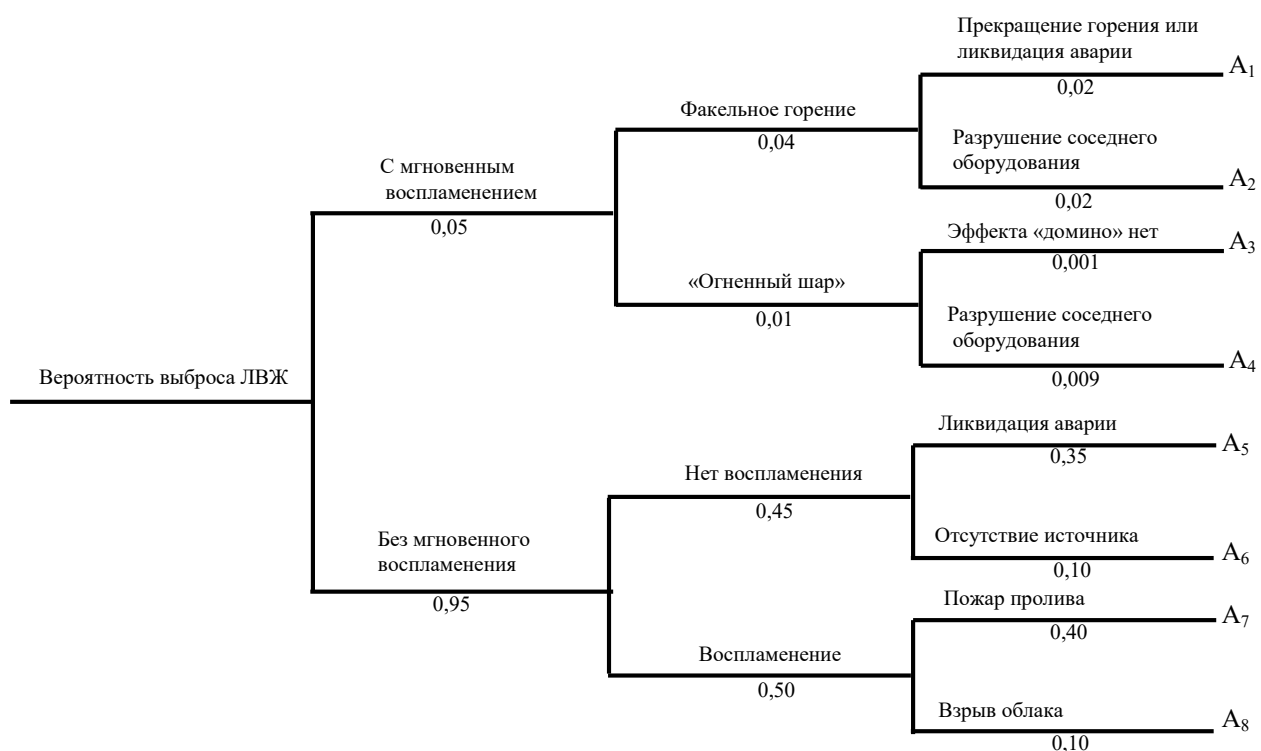 Прекращение горения или
ликвидация аварии
0,02
A1
Факельное горение
0,04
Разрушение соседнего
оборудования
0,02
A2
С мгновенным
воспламенением
0,05
Эффекта «домино» нет
0,001
A3
«Огненный шар»
0,01
Разрушение соседнего
оборудования
0,009
A4
Вероятность выброса ЛВЖ
Ликвидация аварии
0,35
A5
Нет воспламенения
0,45
Отсутствие источника
0,10
A6
Без мгновенного
воспламенения
0,95
Пожар пролива
0,40
A7
Воспламенение
0,50
Взрыв облака
0,10
A8